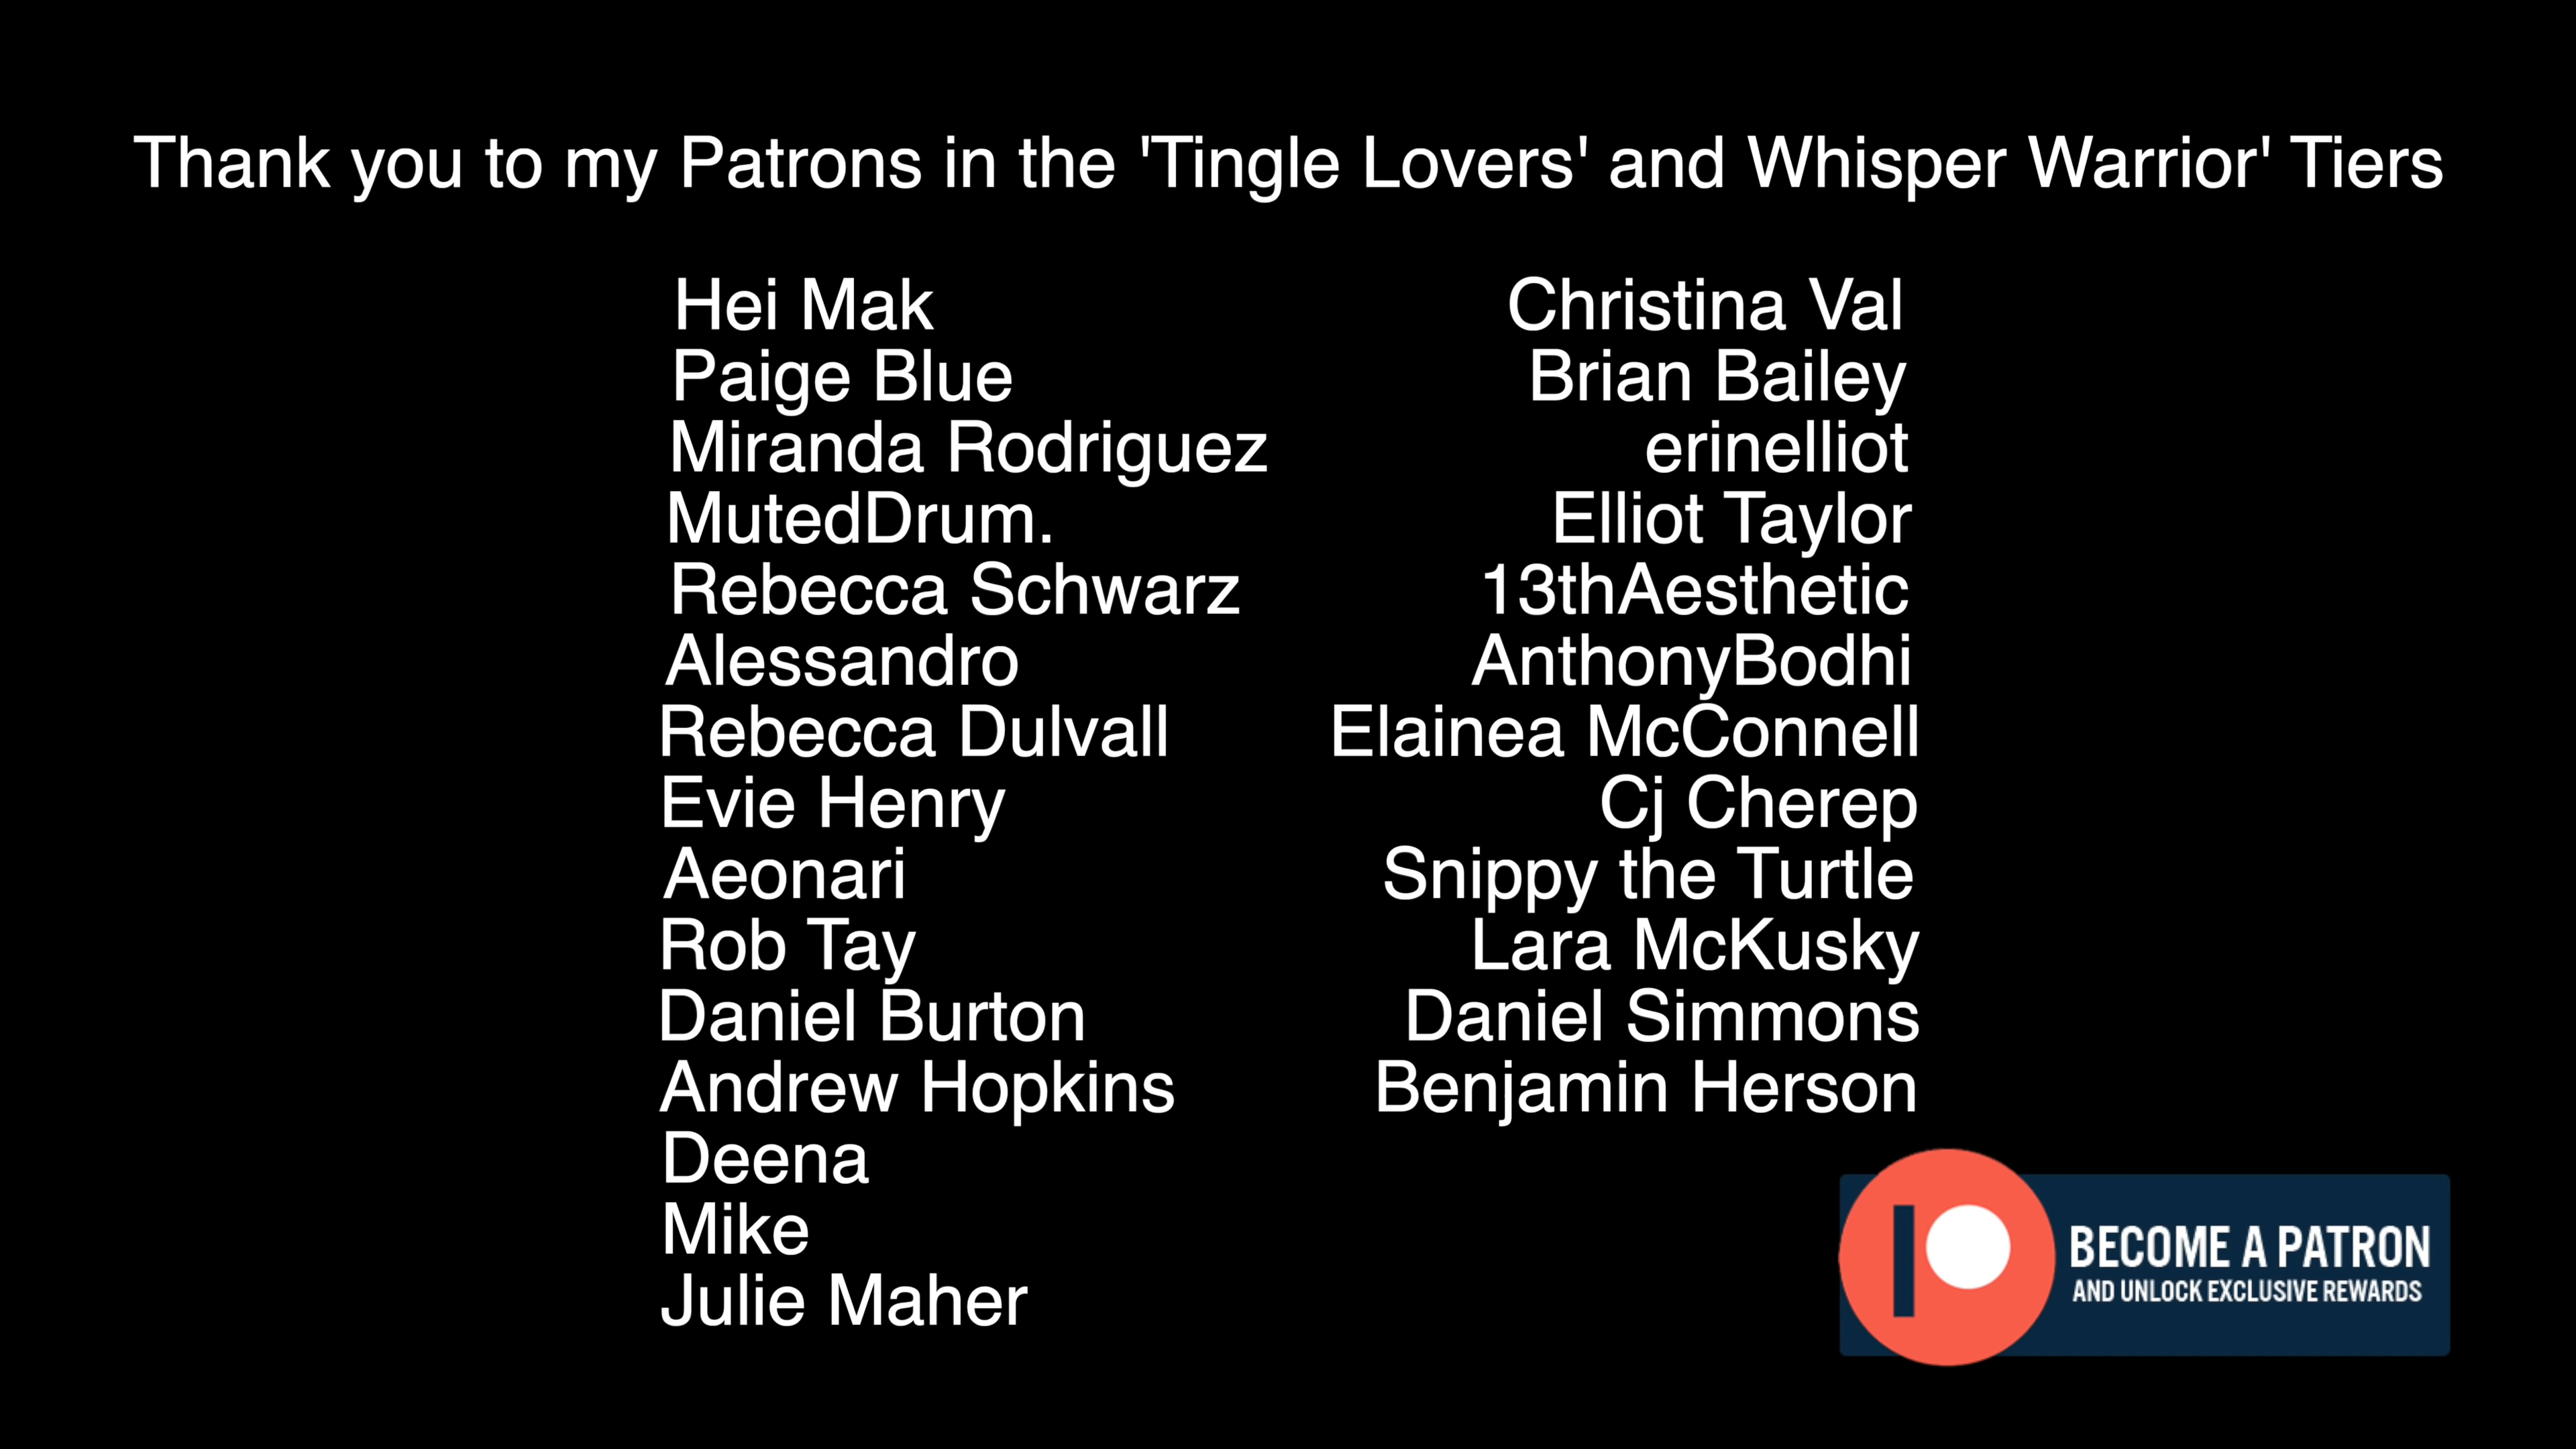 Thank you to my Patrons in the 'Tingle Lovers' and Whisper Warrior' Tiers
Hei Mak
Paige Blue
Miranda Rodriguez
MutedDrum.
Rebecca Schwarz
Alessandro
Rebecca Dulvall
Evie Henry
Aeonari
Rob Tay
Daniel Burton
Andrew Hopkins
Deena
Mike
Julie Maher
Christina Val
Brian Bailey
erinelliot
Elliot Taylor
13thAesthetic
AnthonyBodhi
Elainea McConnell
Cj Cherep
Snippy the Turtle
Lara McKusky
Daniel Simmons
Benjamin Herson
BECOME A PATRON
AND UNLOCK EXCLUSIVE REWARDS